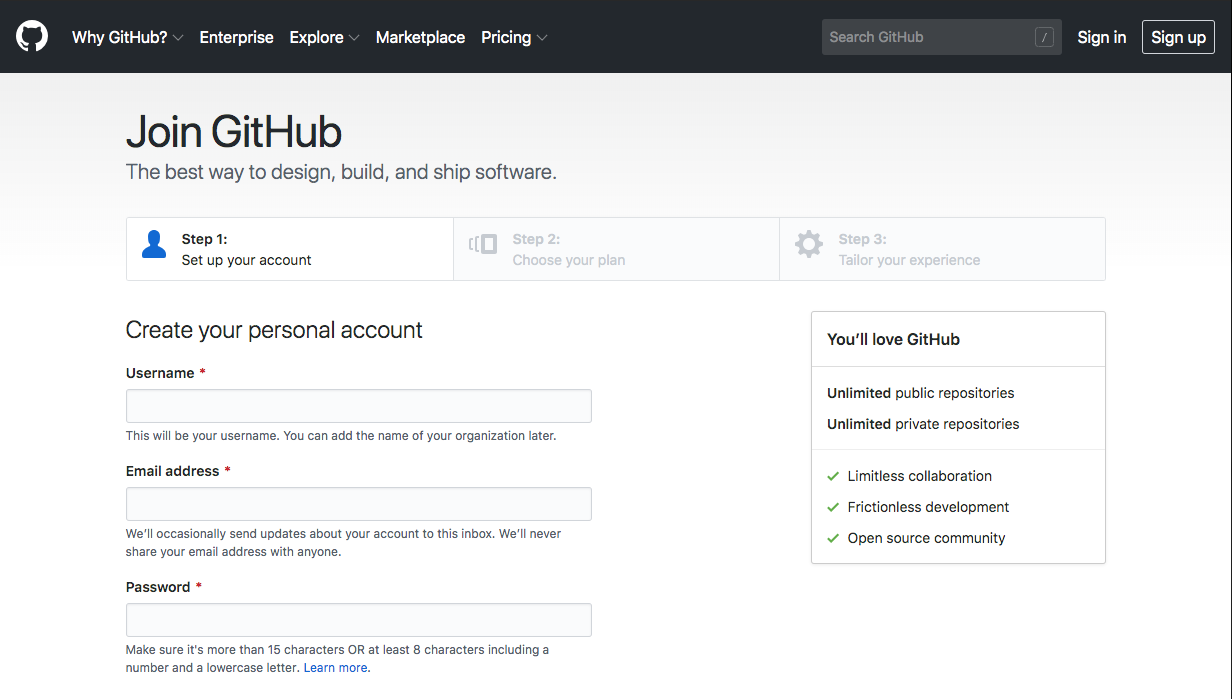 Why GitHub? Enterprise Explore Marketplace Pricing Search GitHub / Sign in Sign up
Join GitHub
The best way to design, build, and ship software.
Step 1:
Set up your account
Step 2:
Choose your plan
Step 3:
Tailor your experience
Create your personal account
Username *
This will be your username. You can add the name of your organization later.
Email address *
We’ll occasionally send updates about your account to this inbox. We’ll never
share your email address with anyone.
Password *
Make sure it's more than 15 characters OR at least 8 characters including a
number and a lowercase letter. Learn more.
You’ll love GitHub
Unlimited public repositories
Unlimited private repositories
Limitless collaboration
Frictionless development
Open source community